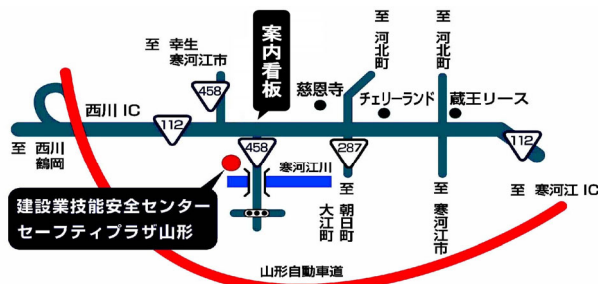 至 幸生
寒河江市
案内看板
至 河北町
至 河北町
458
慈恩寺
チェリーランド
蔵王リース
西川 IC
112
至 西川
鶴岡
458
寒河江川
287
112
建設業技能安全センター
セーフティプラザ山形
至 朝日町
大江町
至 寒河江市
至 寒河江 IC
山形自動車道